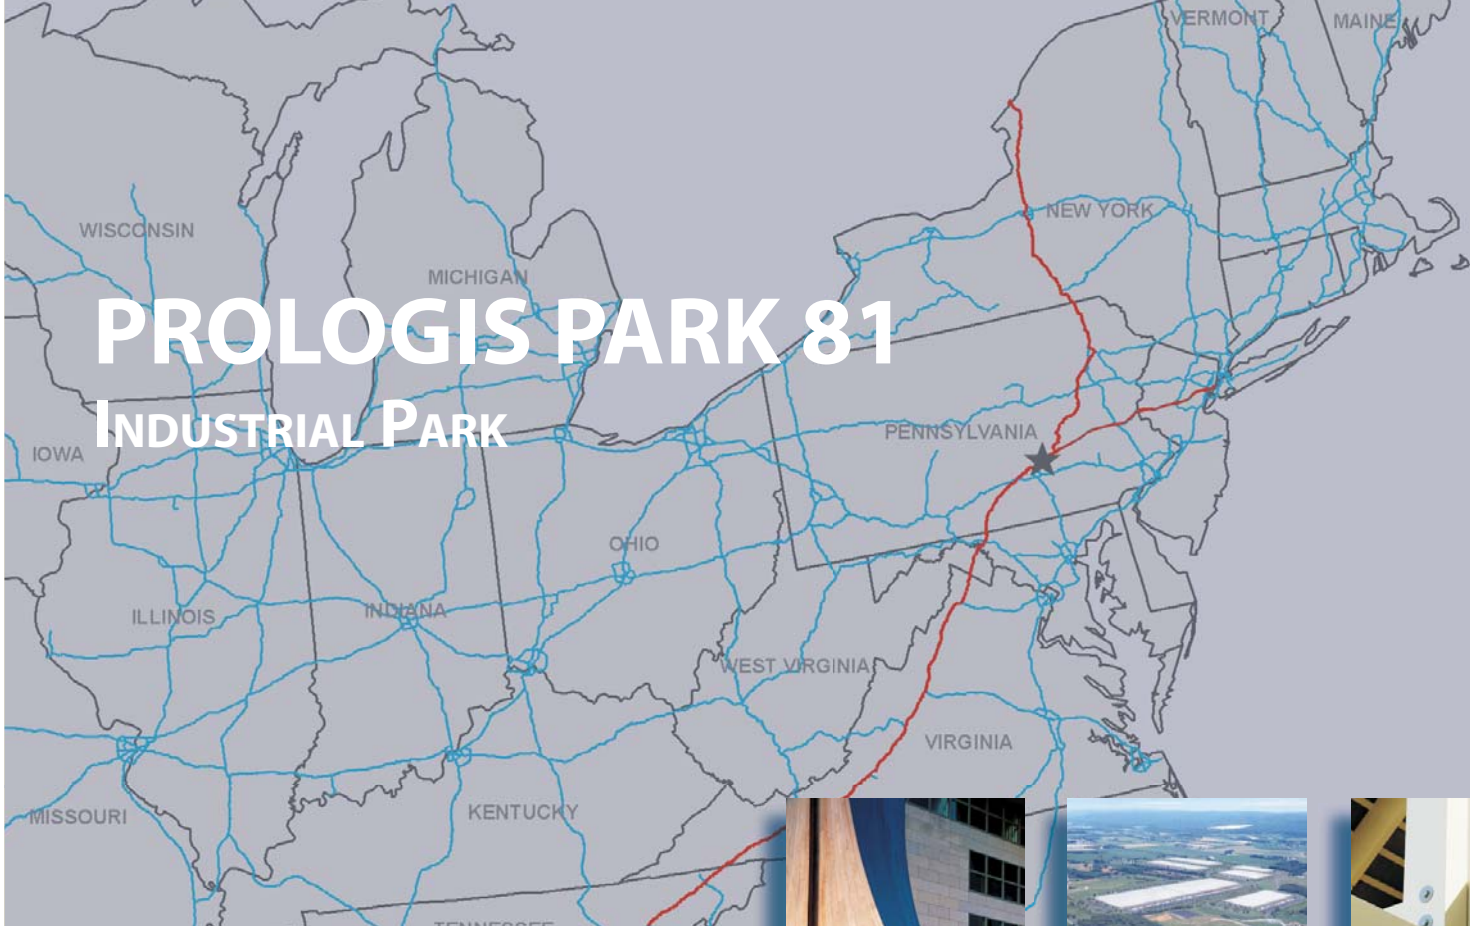 VERMONT
MAINE
NEW YORK
WISCONSIN
MICHIGAN
PROLOGIS PARK 81
INDUSTRIAL PARK
PENNSYLVANIA
IOWA
OHIO
ILLINOIS
INDIANA
WEST VIRGINIA
VIRGINIA
MISSOURI
KENTUCKY
TENNESSEE